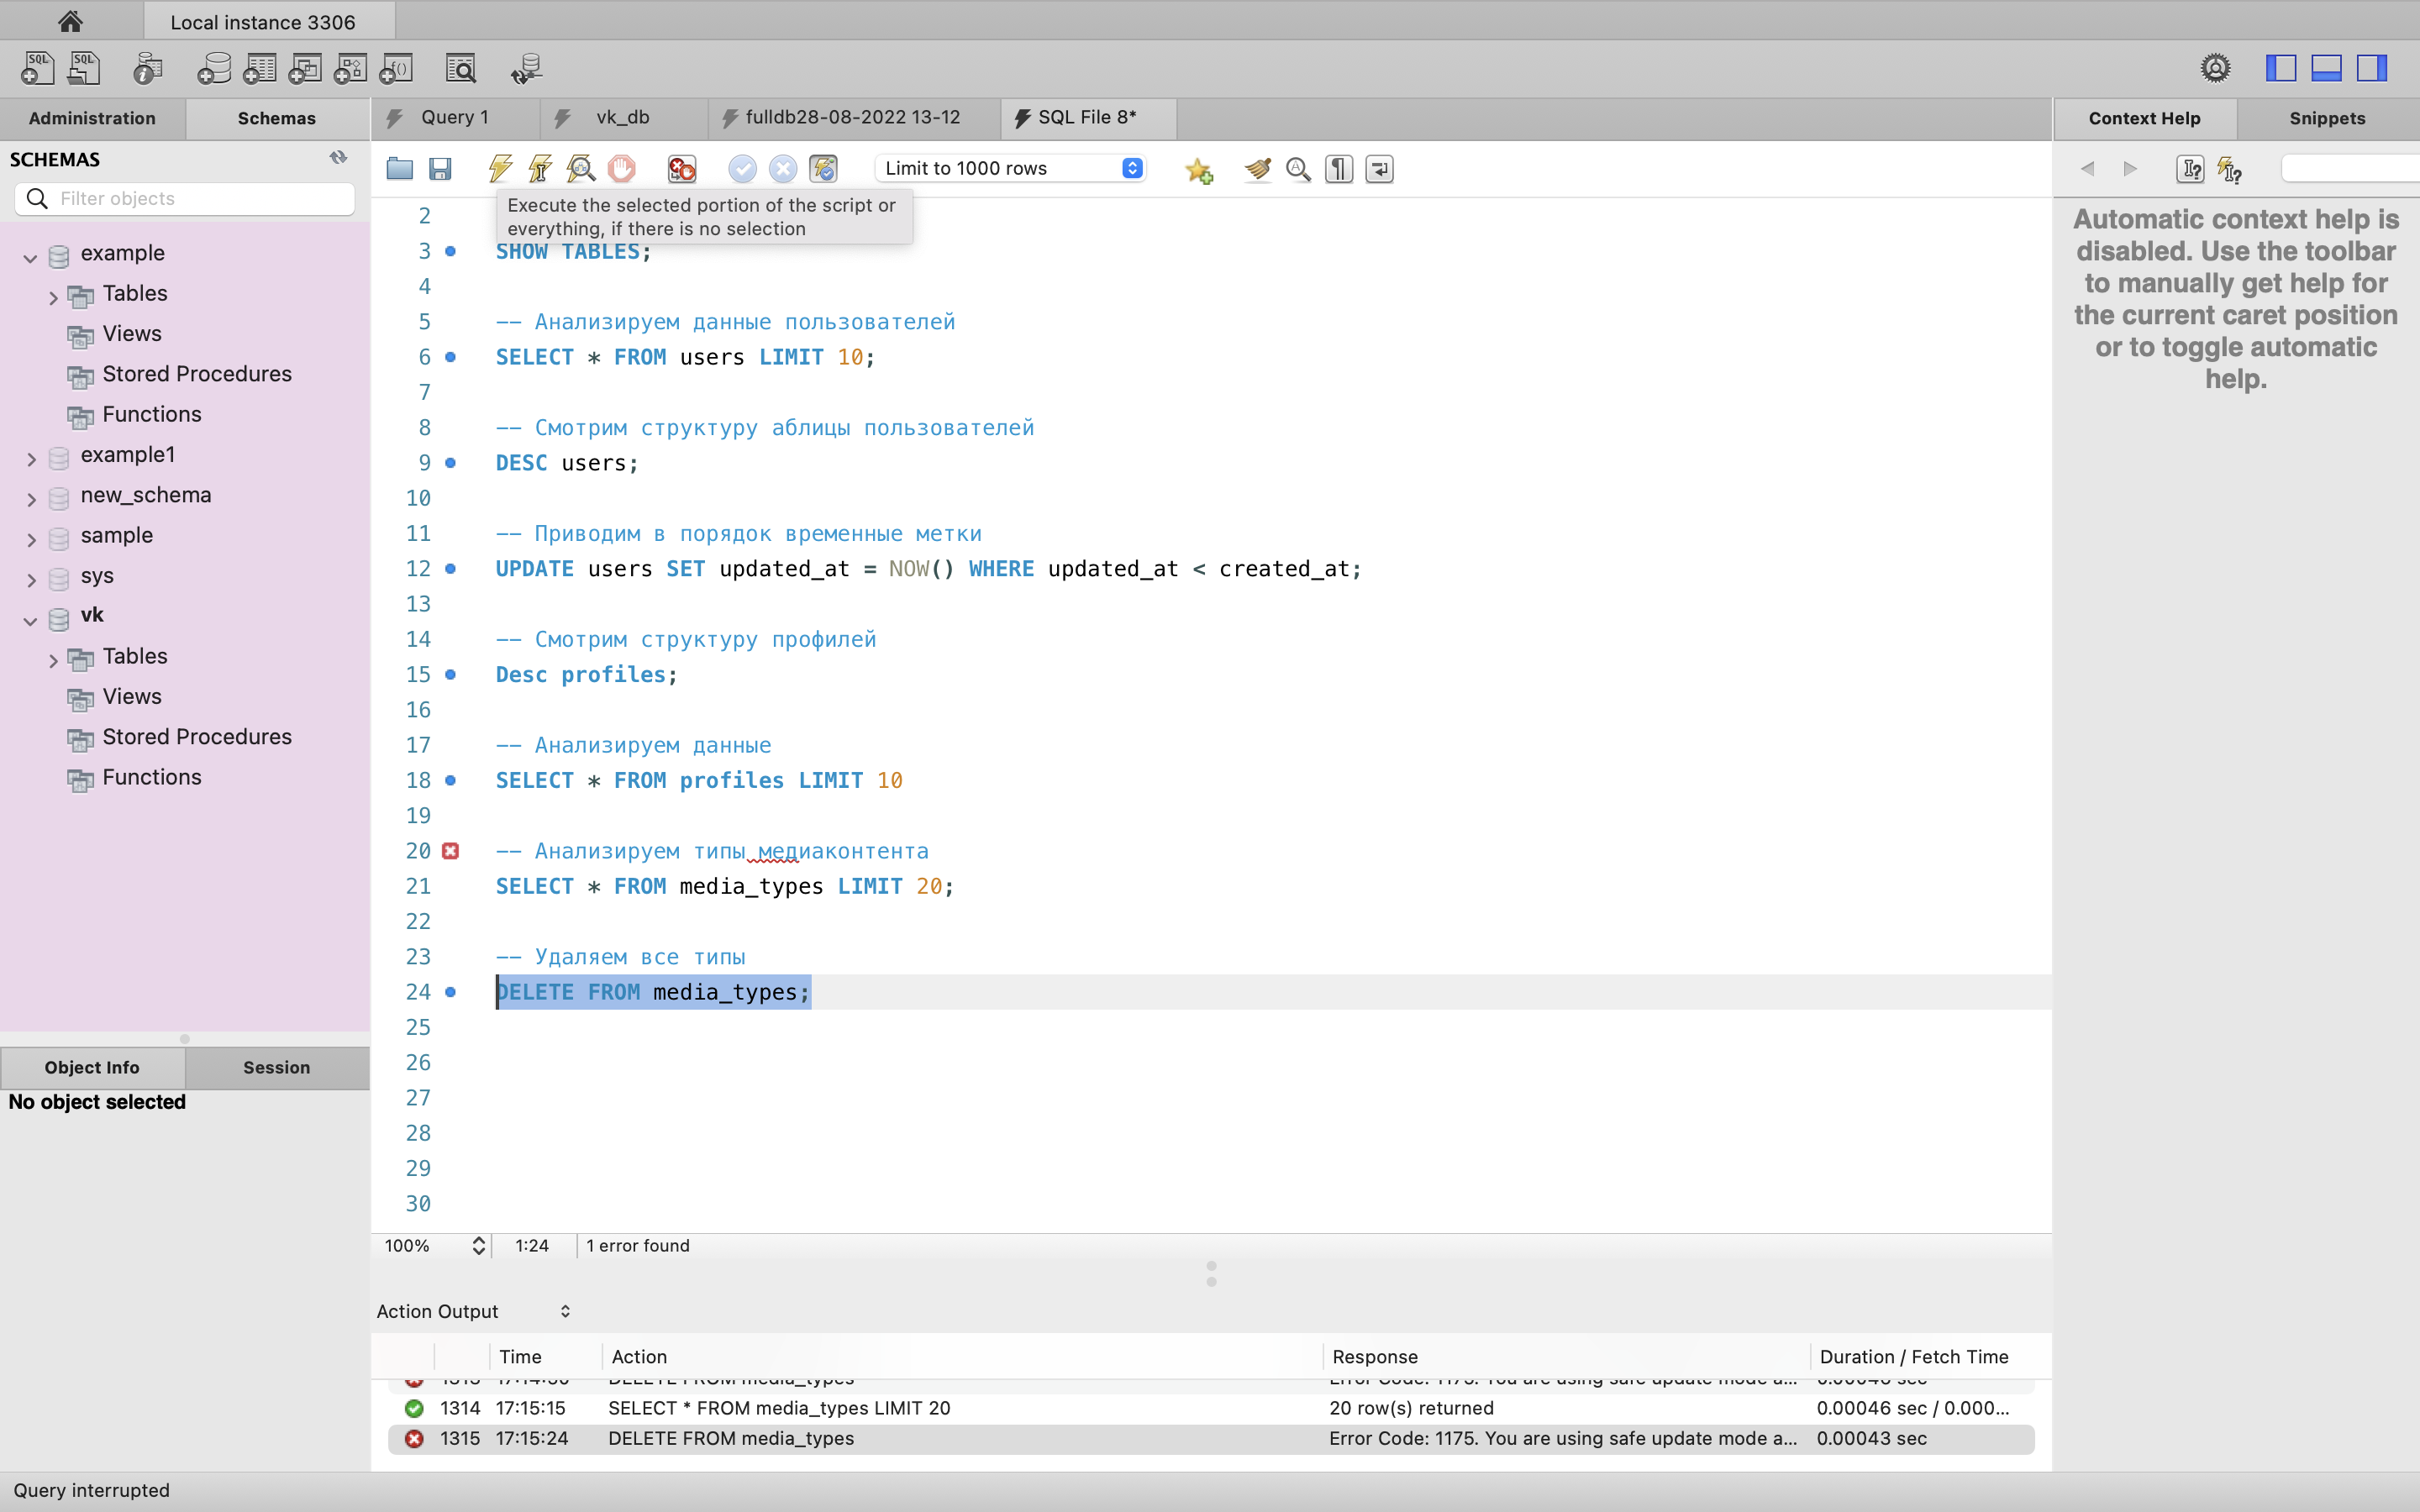 Local instance 3306
SQL
SQL
Administration
Schemas
SCHEMAS
Filter objects
example
Tables
Views
Stored Procedures
Functions
example1
new_schema
sample
sys
vk
Tables
Views
Stored Procedures
Functions
Object Info
Session
No object selected
Query 1
vk_db
fulldb28-08-2022 13-12
SQL File 8*
Limit to 1000 rows
Execute the selected portion of the script or
everything, if there is no selection
2
3 SHOW TABLES;
4
5 -- Анализируем данные пользователей
6 SELECT * FROM users LIMIT 10;
7
8 -- Смотрим структуру аблицы пользователей
9 DESC users;
10
11 -- Приводим в порядок временные метки
12 UPDATE users SET updated_at = NOW() WHERE updated_at < created_at;
13
14 -- Смотрим структуру профилей
15 Desc profiles;
16
17 -- Анализируем данные
18 SELECT * FROM profiles LIMIT 10
19
20 -- Анализируем типы медиаконтента
21 SELECT * FROM media_types LIMIT 20;
22
23 -- Удаляем все типы
24 DELETE FROM media_types;
25
26
27
28
29
30
100%
1:24
1 error found
Action Output
Time Action Response Duration / Fetch Time
1313 17:14:50 DELETE FROM media_types Error Code: 1175. You are using safe update mode a...
1314 17:15:15 SELECT * FROM media_types LIMIT 20 20 row(s) returned 0.00046 sec / 0.000...
1315 17:15:24 DELETE FROM media_types Error Code: 1175. You are using safe update mode a... 0.00043 sec
Query interrupted
Context Help
Snippets
Automatic context help is
disabled. Use the toolbar
to manually get help for
the current caret position
or to toggle automatic
help.